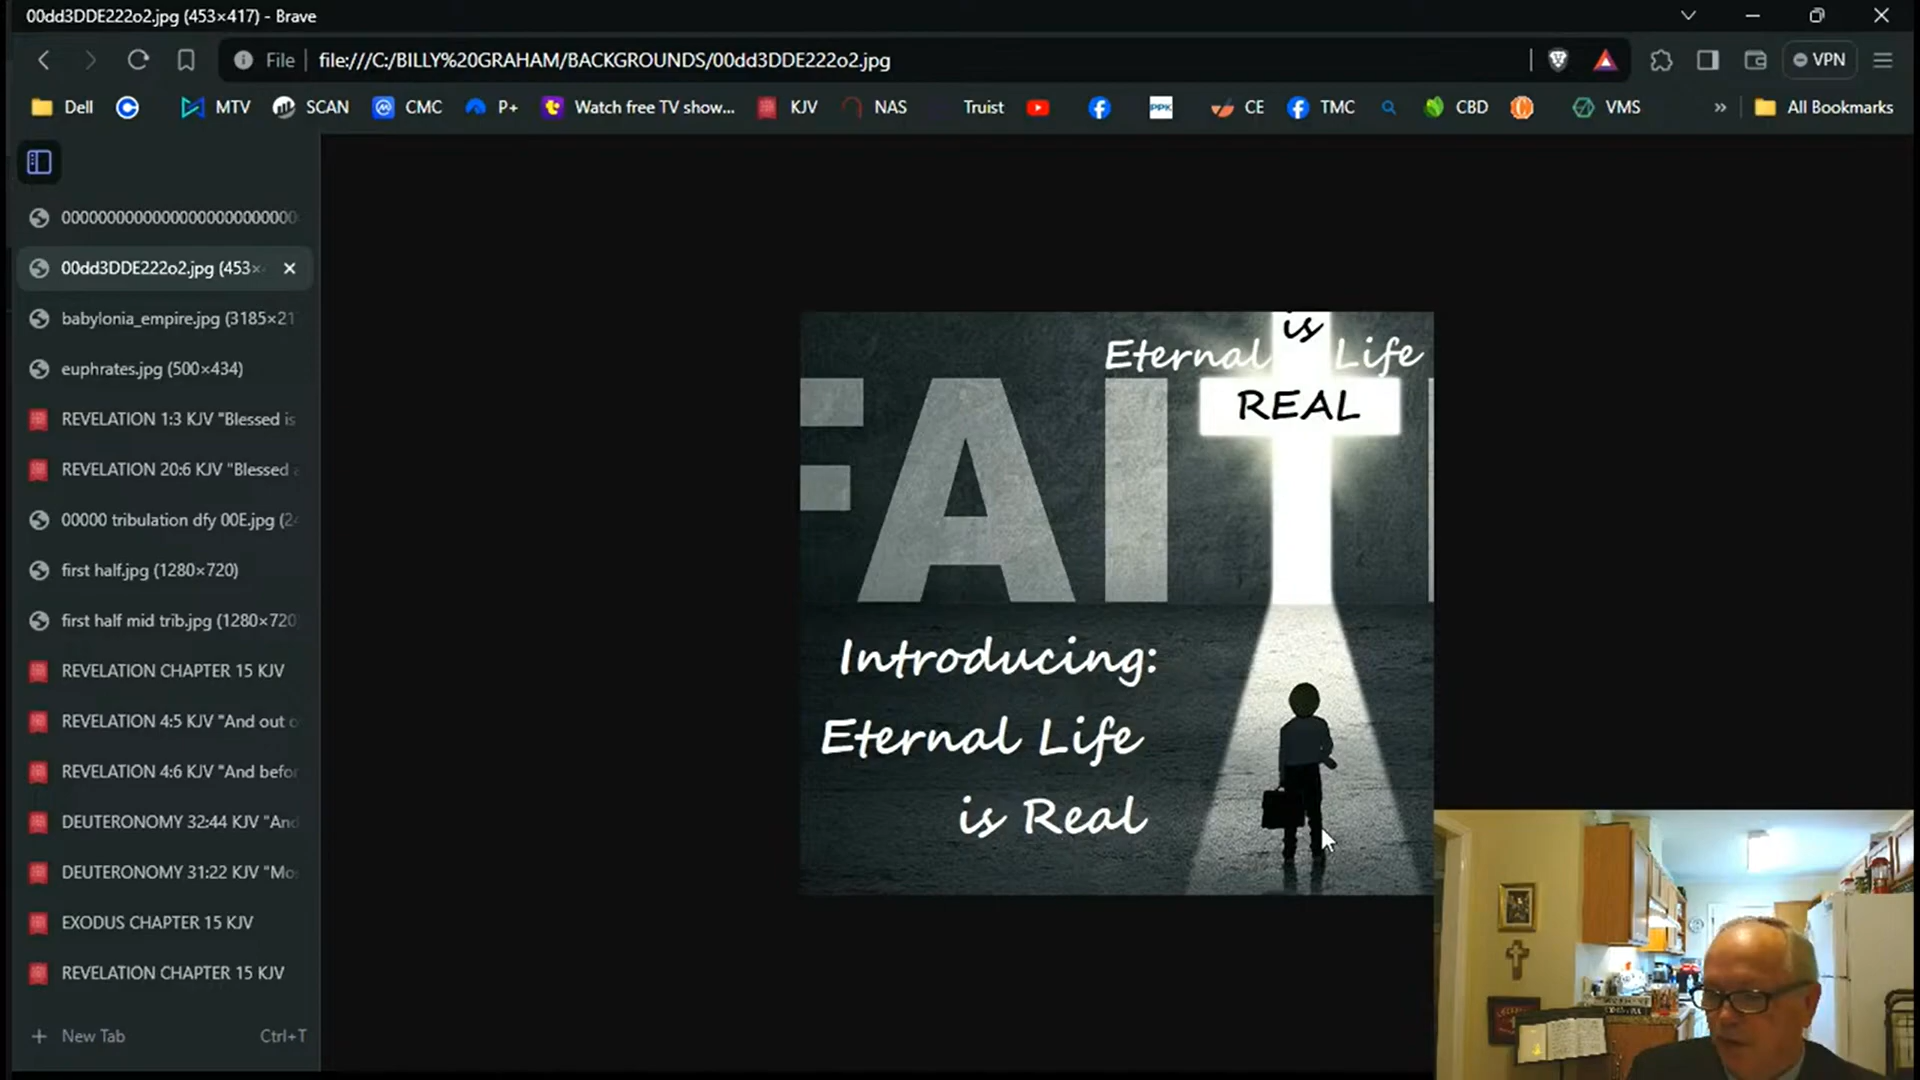 00dd3DDE222o2.jpg (453×417) - Brave
File file:///C:/BILLY%20GRAHAM/BACKGROUNDS/00dd3DDE222o2.jpg VPN
Dell MTV SCAN CMC P+ Watch free TV show... KJV NAS Truist PPK CE TMC CBD VMS » All Bookmarks
00dd3DDE222o2.jpg (453×
babylonia_empire.jpg (3185×21
euphrates.jpg (500×434)
REVELATION 1:3 KJV "Blessed is
REVELATION 20:6 KJV "Blessed a
00000 tribulation dfy 00E.jpg (24
first half.jpg (1280×720)
first half mid trib.jpg (1280×720
REVELATION CHAPTER 15 KJV
REVELATION 4:5 KJV "And out o
REVELATION 4:6 KJV "And befor
DEUTERONOMY 32:44 KJV "And
DEUTERONOMY 31:22 KJV "Mo
EXODUS CHAPTER 15 KJV
REVELATION CHAPTER 15 KJV
New Tab Ctrl+T
is
Eternal Life
REAL
FAI
Introducing:
Eternal Life
is Real